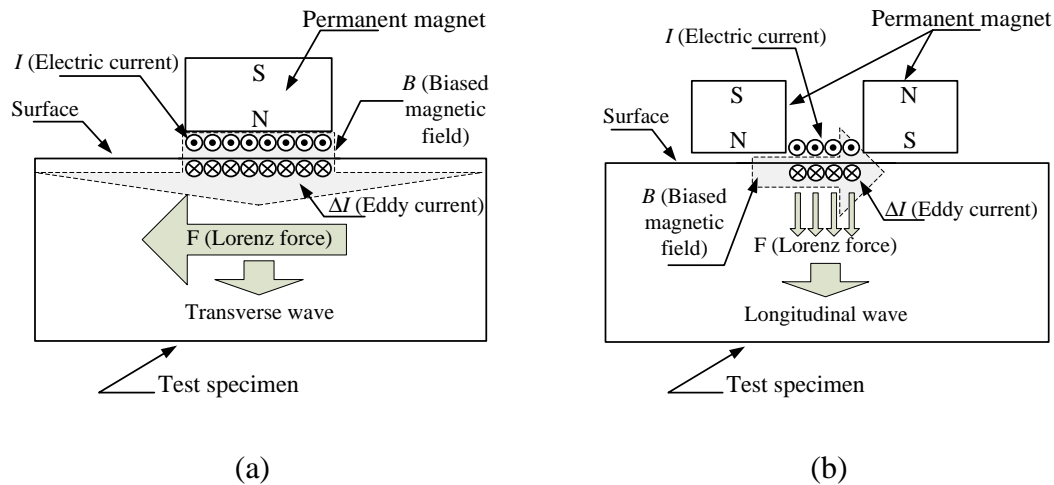 Permanent magnet
I (Electric current)
S
N
B (Biased
magnetic
field)
Surface
ΔI (Eddy current)
F (Lorenz force)
Transverse wave
Test specimen
(a)
Permanent magnet
I (Electric current)
S
N
N
S
Surface
B (Biased
magnetic
field)
ΔI (Eddy current)
F (Lorenz force)
Longitudinal wave
Test specimen
(b)